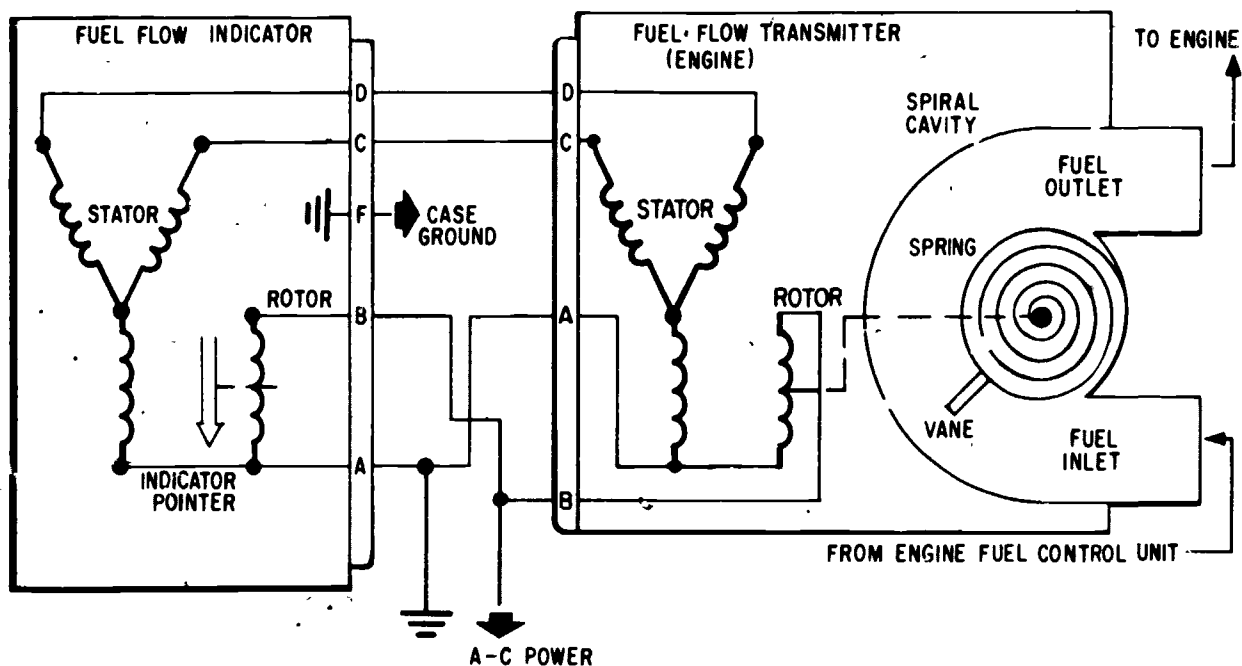 FUEL FLOW INDICATOR
FUEL FLOW TRANSMITTER
(ENGINE)
TO ENGINE
D
D
SPIRAL
CAVITY
C
C
FUEL
OUTLET
STATOR
F
CASE
GROUND
STATOR
SPRING
ROTOR
B
A
ROTOR
VANE
FUEL
INLET
A
INDICATOR
POINTER
B
FROM ENGINE FUEL CONTROL UNIT
A-C POWER